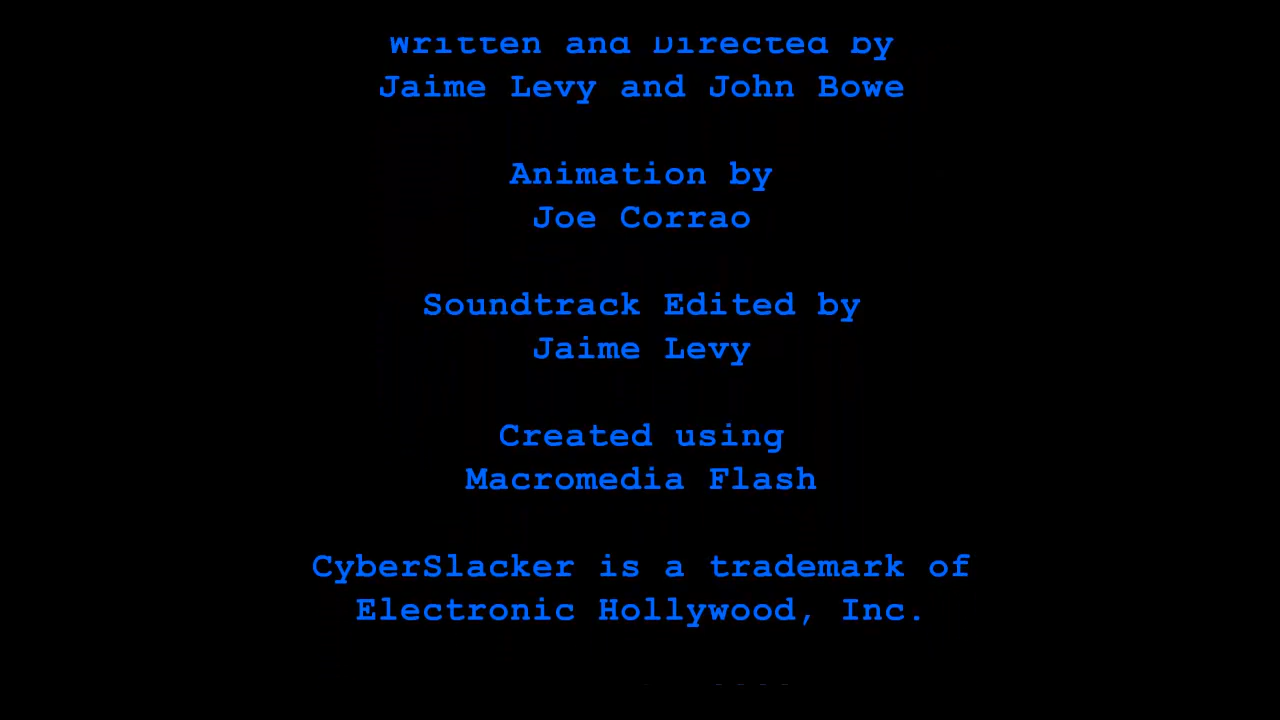 Written and Directed by
Jaime Levy and John Bowe
Animation by
Joe Corrao
Soundtrack Edited by
Jaime Levy
Created using
Macromedia Flash
CyberSlacker is a trademark of
Electronic Hollywood, Inc.